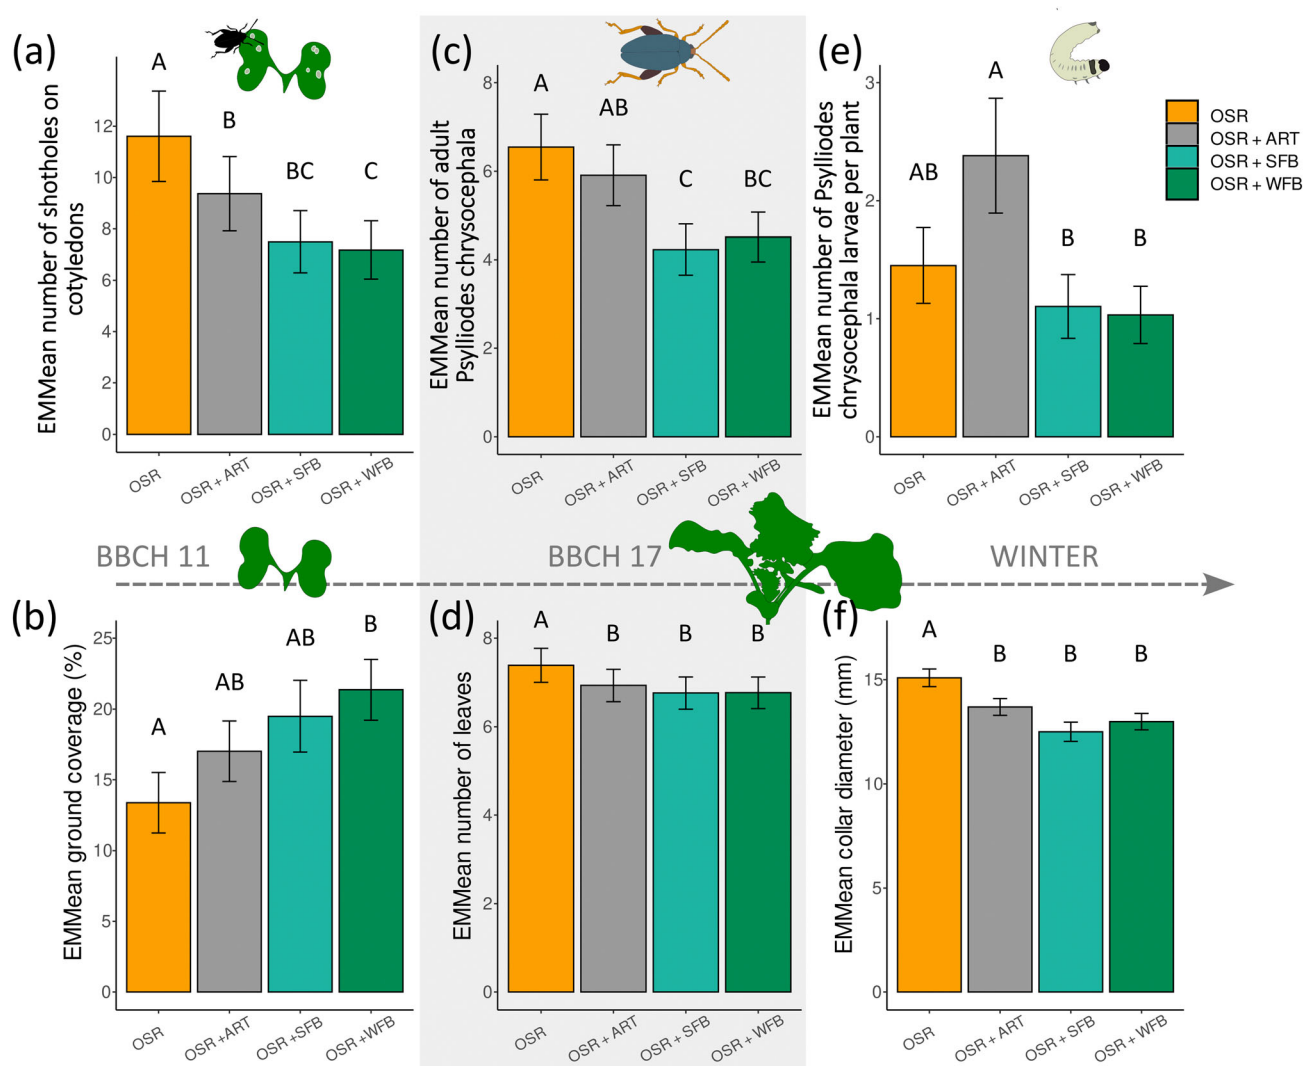 (a)
EMMean number of shotholes on
cotyledons
12
10
8
6
4
2
0
A
B
BC
C
OSR
OSR + ART
OSR + SFB
OSR + WFB
(c)
EMMean number of adult
Psylliodes chrysocephala
8
6
4
2
0
A
AB
C
BC
OSR
OSR + ART
OSR + SFB
OSR + WFB
(e)
EMMean number of Psylliodes
chrysocephala larvae per plant
3
2
1
0
AB
A
B
B
OSR
OSR + ART
OSR + SFB
OSR + WFB
OSR
OSR + ART
OSR + SFB
OSR + WFB
BBCH 11
BBCH 17
WINTER
(b)
EMMean ground coverage (%)
25
20
15
10
5
0
A
AB
AB
B
OSR
OSR +ART
OSR +SFB
OSR +WFB
(d)
EMMean number of leaves
8
6
4
2
0
A
B
B
B
OSR
OSR + ART
OSR + SFB
OSR + WFB
(f)
EMMean collar diameter (mm)
15
10
5
0
A
B
B
B
OSR
OSR + ART
OSR + SFB
OSR + WFB